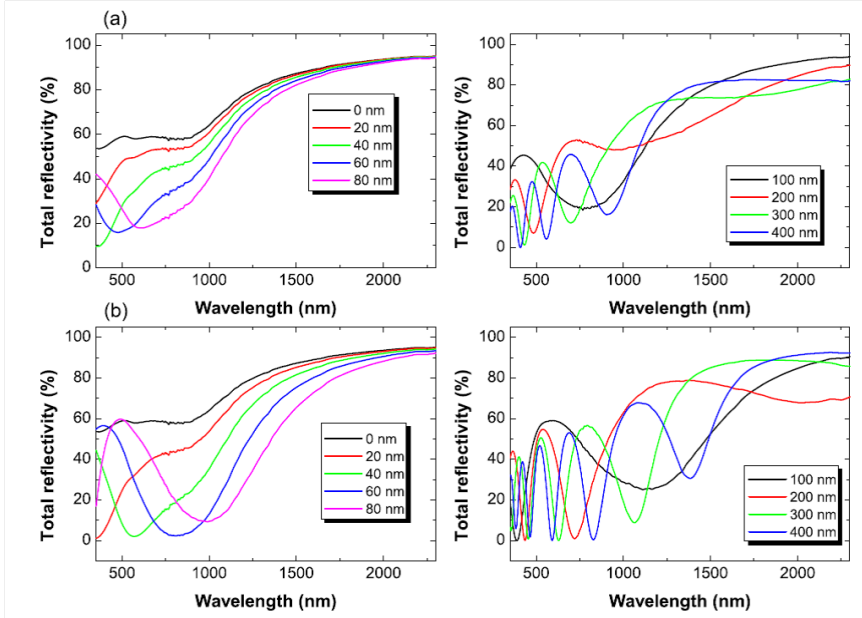 (a)
Total reflectivity (%)
100
80
60
40
20
0
0 nm
20 nm
40 nm
60 nm
80 nm
500 1000 1500 2000
Wavelength (nm)
Total reflectivity (%)
100
80
60
40
20
0
100 nm
200 nm
300 nm
400 nm
500 1000 1500 2000
Wavelength (nm)
(b)
Total reflectivity (%)
100
80
60
40
20
0
0 nm
20 nm
40 nm
60 nm
80 nm
500 1000 1500 2000
Wavelength (nm)
Total reflectivity (%)
100
80
60
40
20
0
100 nm
200 nm
300 nm
400 nm
500 1000 1500 2000
Wavelength (nm)